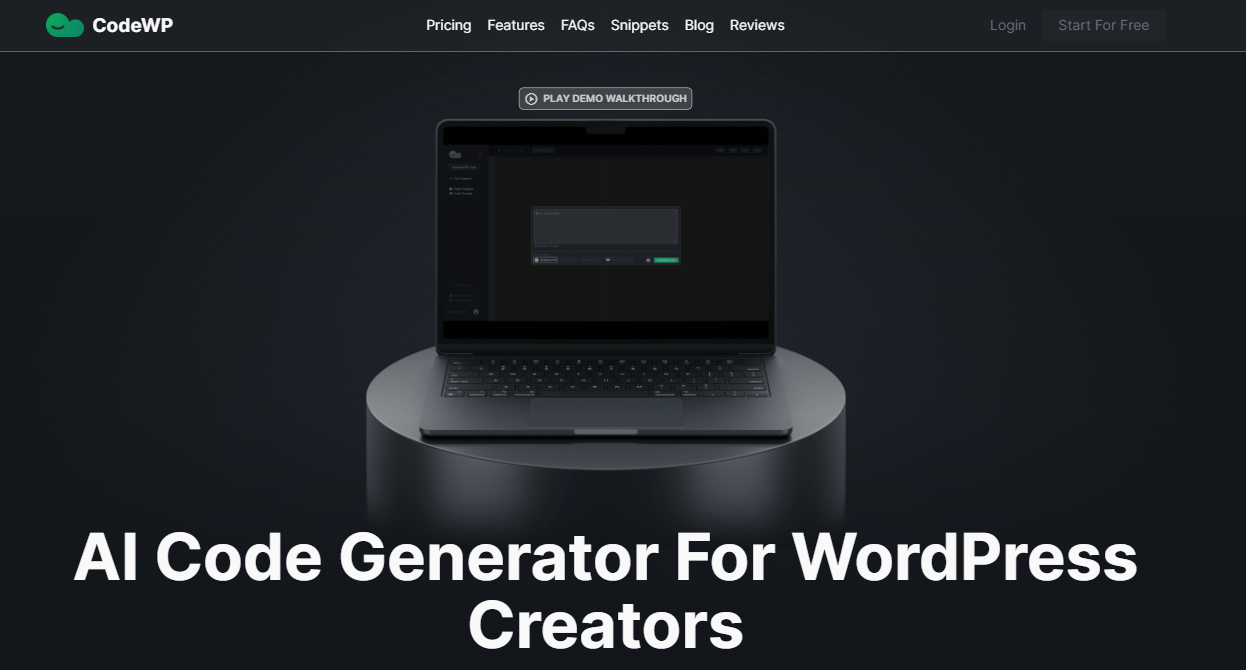 CodeWP
Pricing Features FAQs Snippets Blog Reviews
Login Start For Free
PLAY DEMO WALKTHROUGH
AI Code Generator For WordPress
Creators